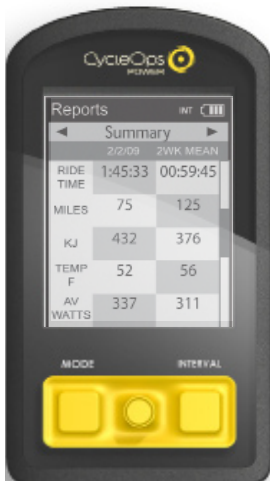 CycleOps
POWER
Reports INT
Summary
2/2/09 2WK MEAN
RIDE TIME 1:45:33 00:59:45
MILES 75 125
KJ 432 376
TEMP F 52 56
AV WATTS 337 311
MODE INTERVAL